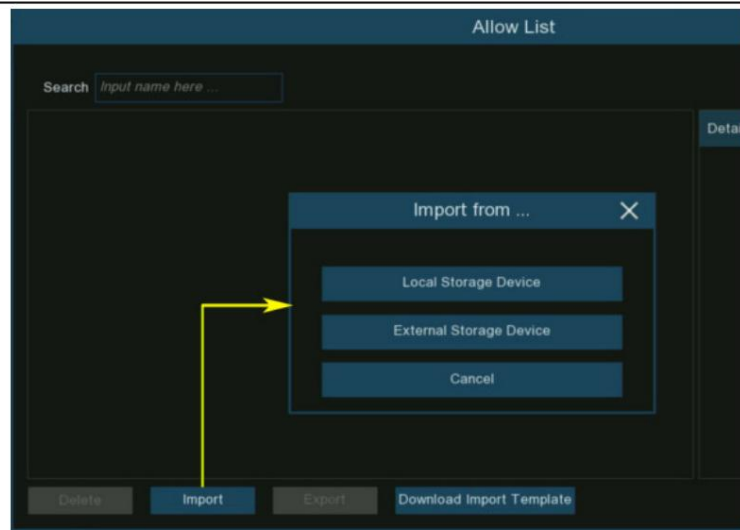 Allow List
Search Input name here ...
Detai
Import from ... X
Local Storage Device
External Storage Device
Cancel
Delete Import Export Download Import Template